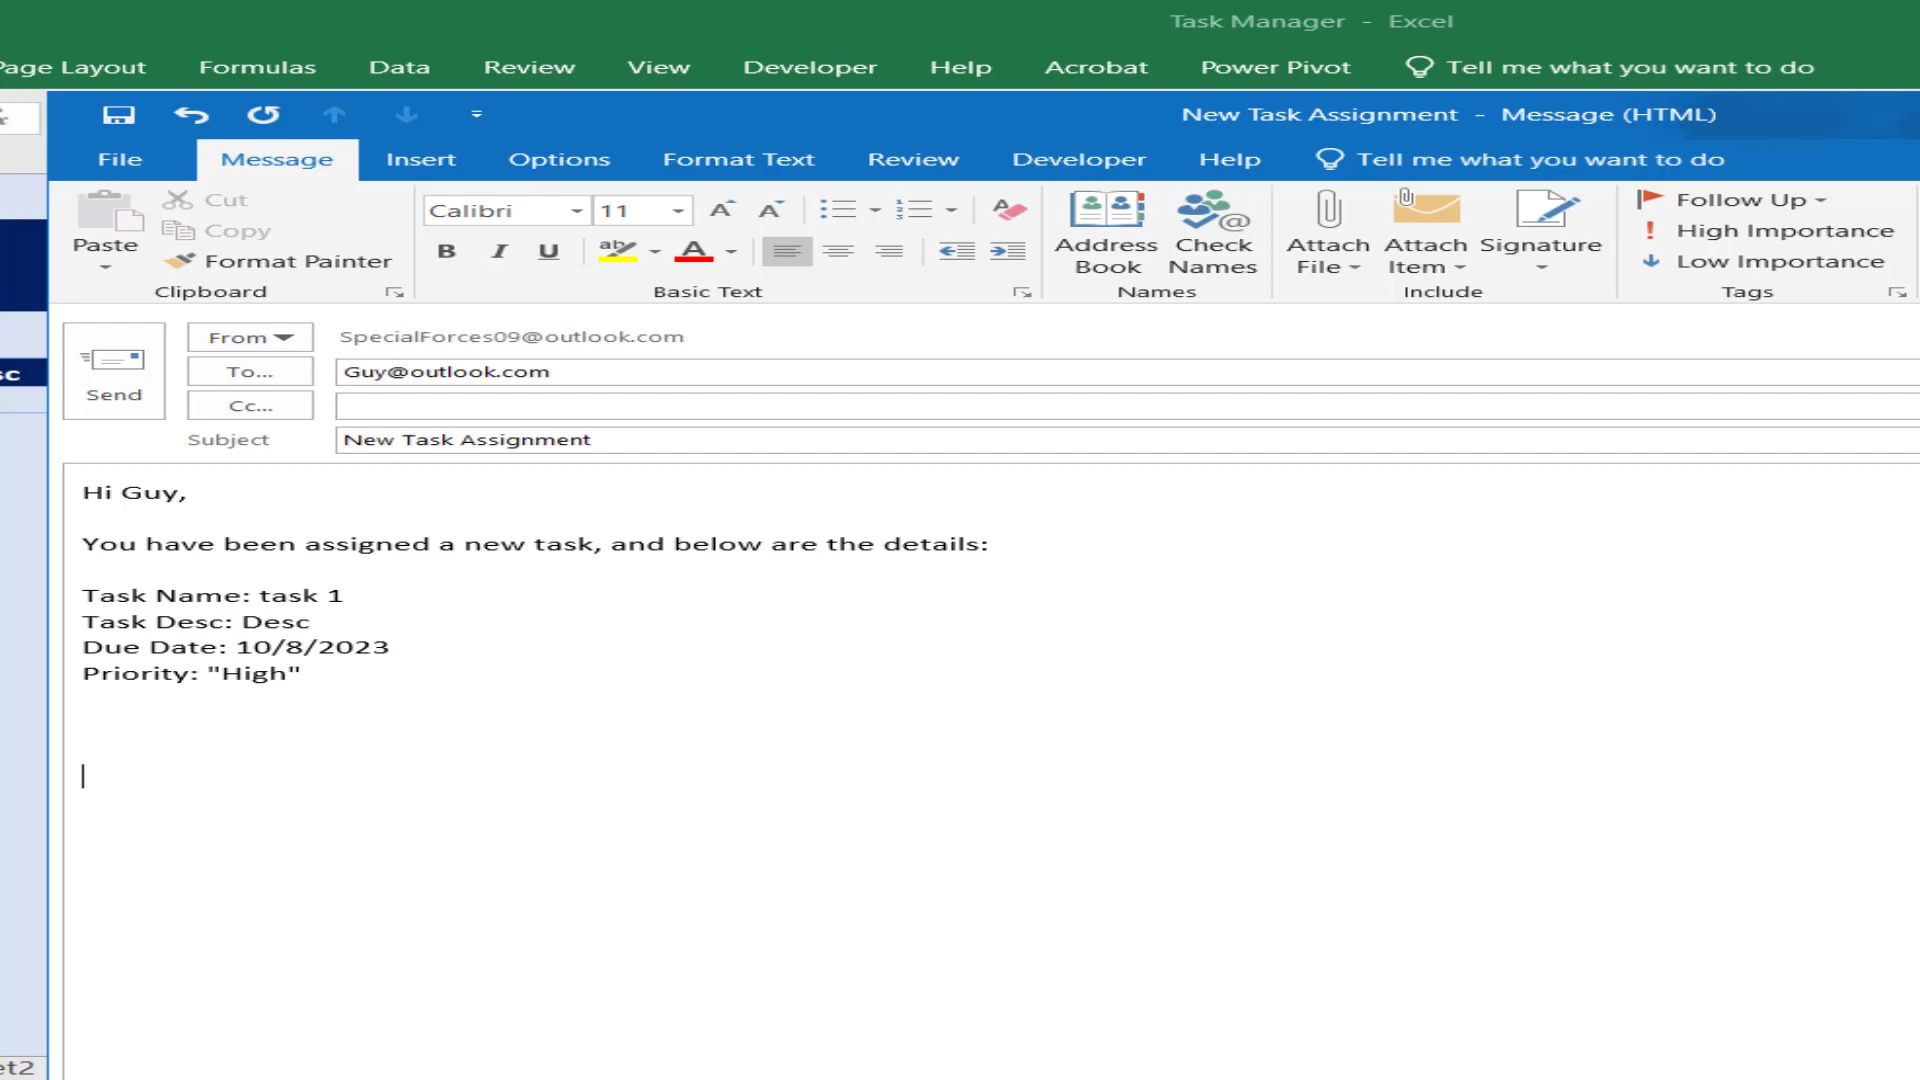 Task Manager - Excel
Page Layout Formulas Data Review View Developer Help Acrobat Power Pivot Tell me what you want to do
New Task Assignment - Message (HTML)
File Message Insert Options Format Text Review Developer Help Tell me what you want to do
Paste
Cut
Copy
Format Painter
Clipboard
Calibri 11
B I U
Basic Text
Address Book
Check Names
Names
Attach File
Attach Item
Signature
Include
Follow Up
High Importance
Low Importance
Tags
Send
From SpecialForces09@outlook.com
To... Guy@outlook.com
Cc...
Subject New Task Assignment
Hi Guy,
You have been assigned a new task, and below are the details:
Task Name: task 1
Task Desc: Desc
Due Date: 10/8/2023
Priority: "High"